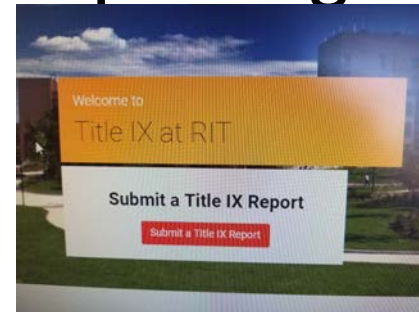 Welcome to
Title IX at RIT
Submit a Title IX Report
Submit a Title IX Report